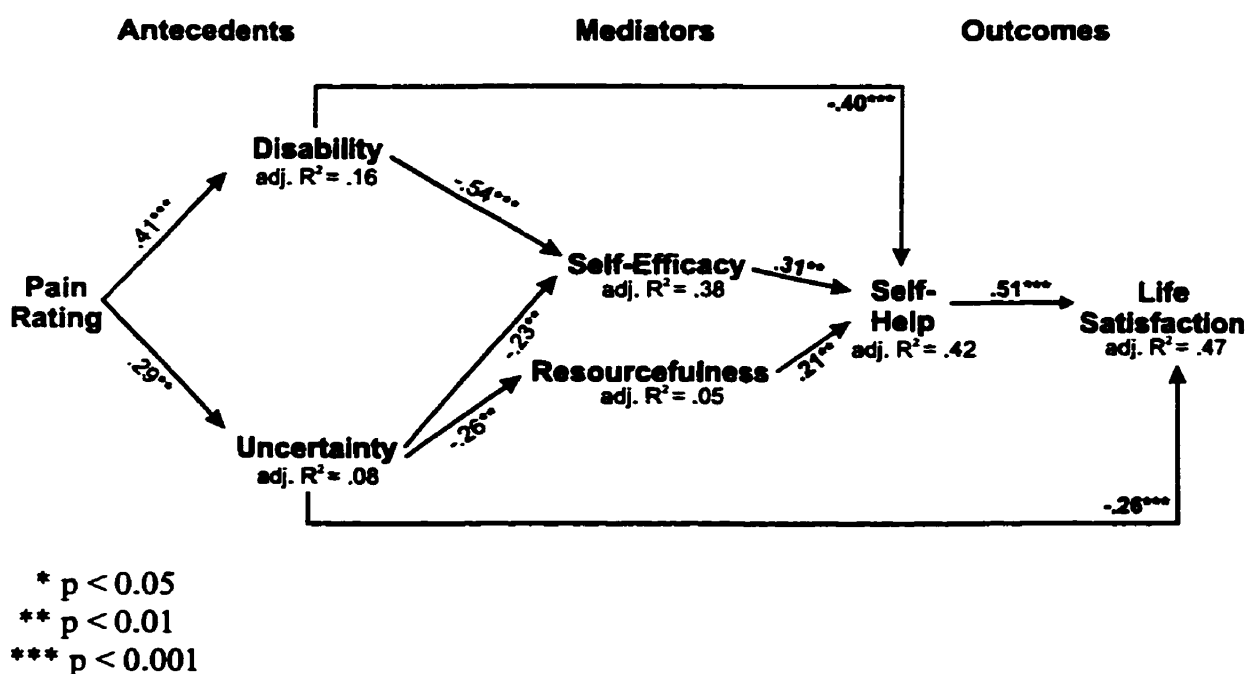 Antecedents Mediators Outcomes
-.40***
Disability
adj. R² = .16
-.54***
.41***
Self-Efficacy
adj. R² = .38
.31**
Pain
Rating
Self-
Help
adj. R² = .42
.51***
Life
Satisfaction
adj. R² = .47
-.23**
.29**
Resourcefulness
adj. R² = .05
.21**
-.26**
Uncertainty
adj. R² = .08
-.26***
* p < 0.05
** p < 0.01
*** p < 0.001